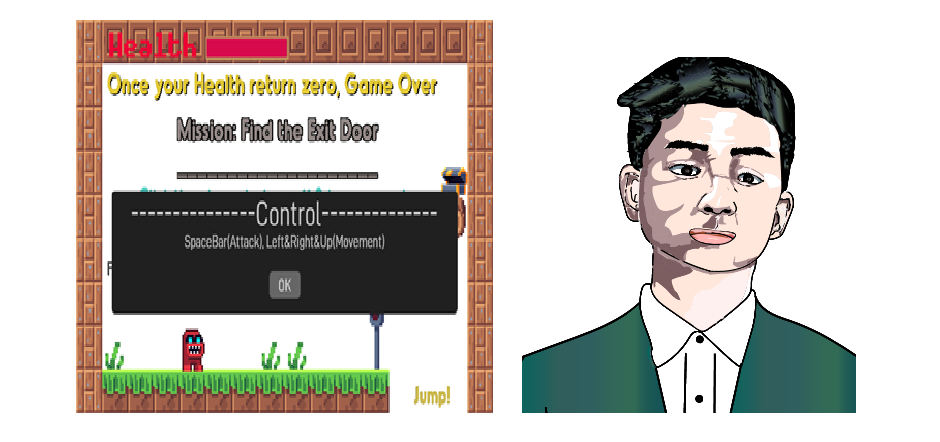 Health
Once your Health return zero, Game Over
Mission: Find the Exit Door
--------------Control--------------
SpaceBar(Attack), Left&Right&Up(Movement)
OK
Jump!